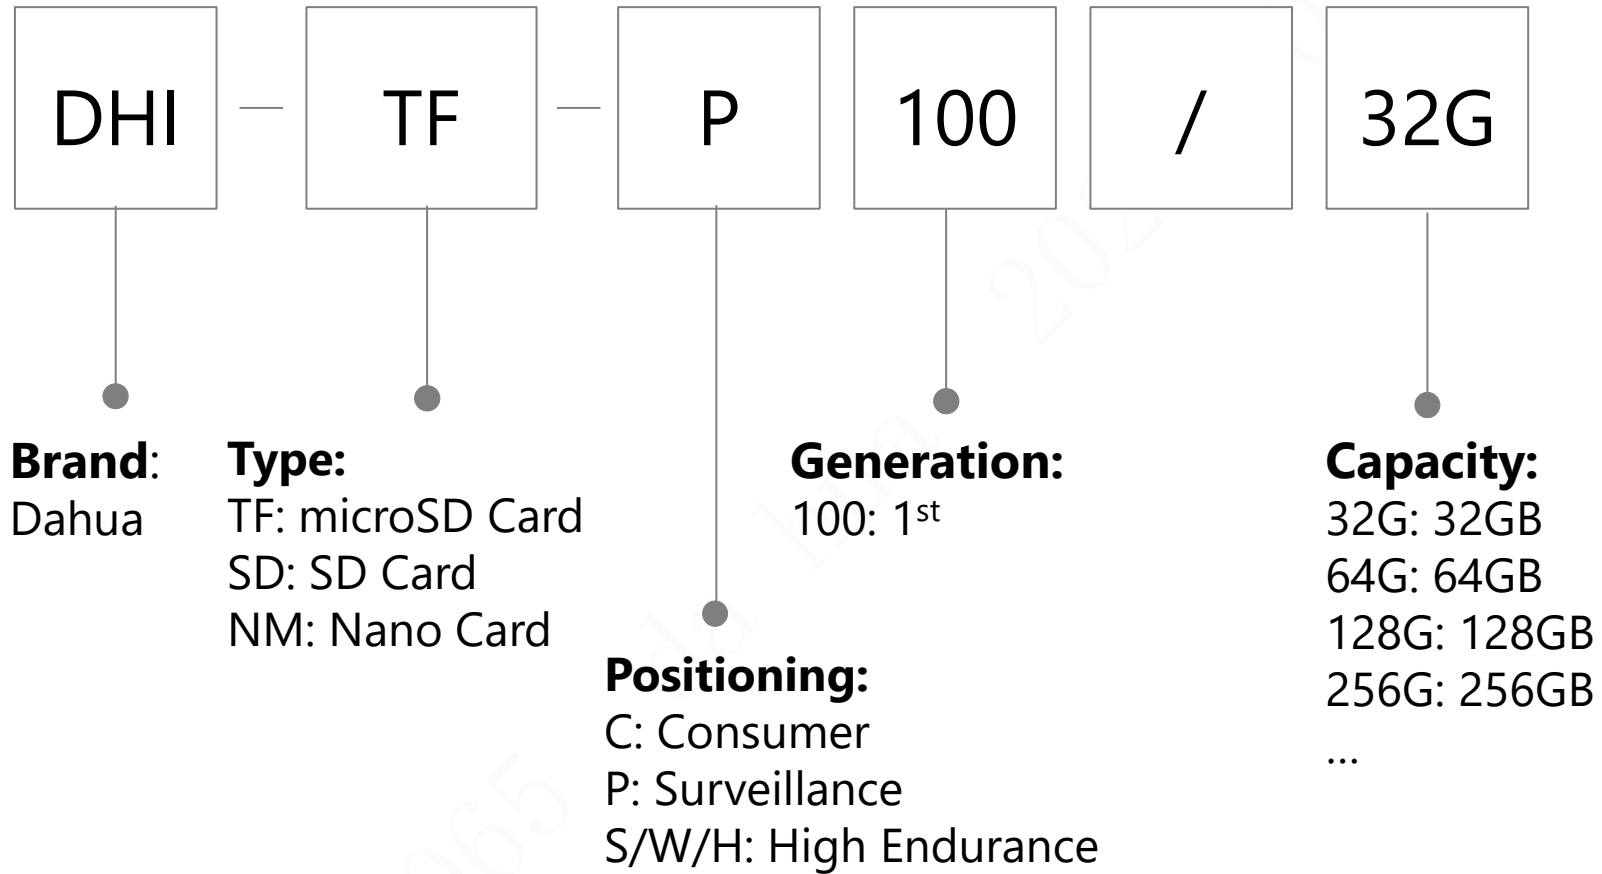 DHI — TF — P 100 / 32G
Brand:
Dahua
Type:
TF: microSD Card
SD: SD Card
NM: Nano Card
Positioning:
C: Consumer
P: Surveillance
S/W/H: High Endurance
Generation:
100: 1st
Capacity:
32G: 32GB
64G: 64GB
128G: 128GB
256G: 256GB
...